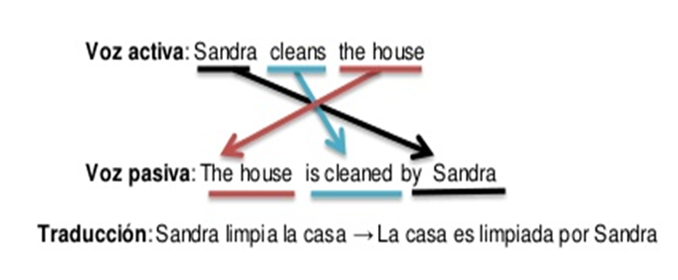 Voz activa: Sandra cleans the house
Voz pasiva: The house is cleaned by Sandra
Traducción: Sandra limpia la casa → La casa es limpiada por Sandra